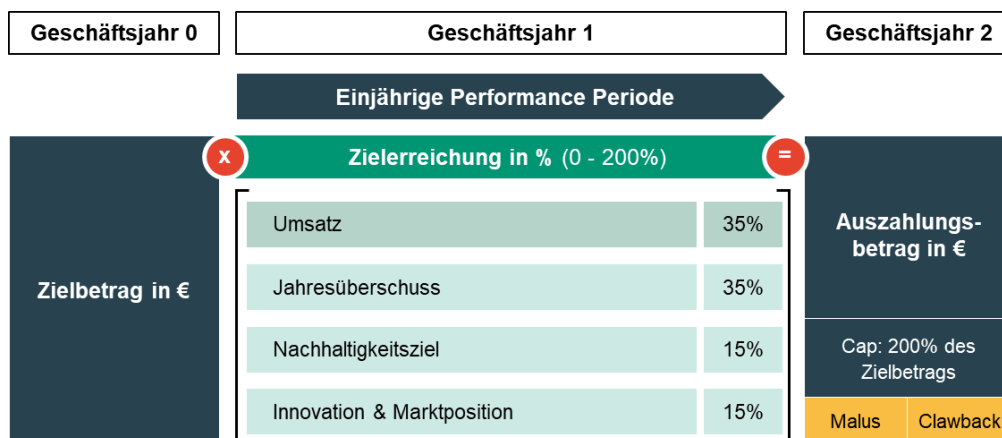 Geschäftsjahr 0
Geschäftsjahr 1
Geschäftsjahr 2
Einjährige Performance Periode
x
Zielerreichung in % (0 - 200%)
=
Zielbetrag in €
Umsatz 35%
Jahresüberschuss 35%
Nachhaltigkeitsziel 15%
Innovation & Marktposition 15%
Auszahlungs-
betrag in €
Cap: 200% des
Zielbetrags
Malus
Clawback